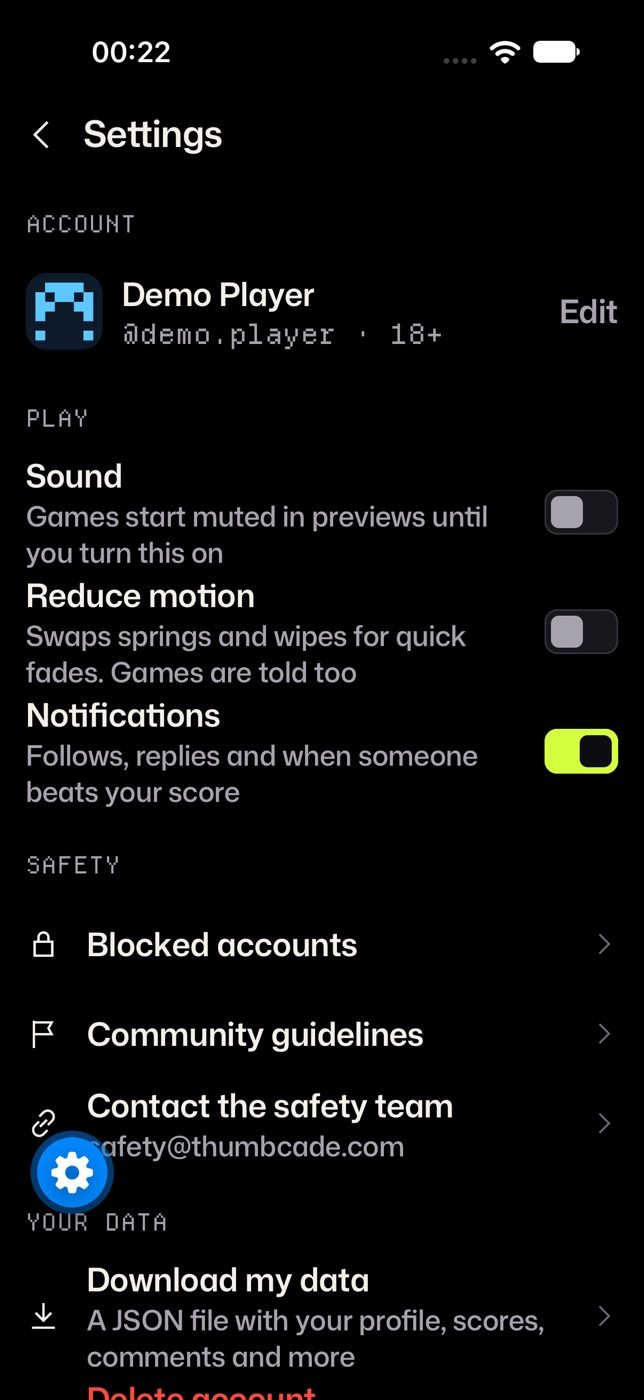 00:22
Settings
ACCOUNT
Demo Player
@demo.player · 18+
Edit
PLAY
Sound
Games start muted in previews until
you turn this on
Reduce motion
Swaps springs and wipes for quick
fades. Games are told too
Notifications
Follows, replies and when someone
beats your score
SAFETY
Blocked accounts
Community guidelines
Contact the safety team
safety@thumbcade.com
YOUR DATA
Download my data
A JSON file with your profile, scores,
comments and more
Delete account